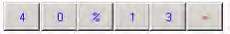 4 0 % 1 3 =